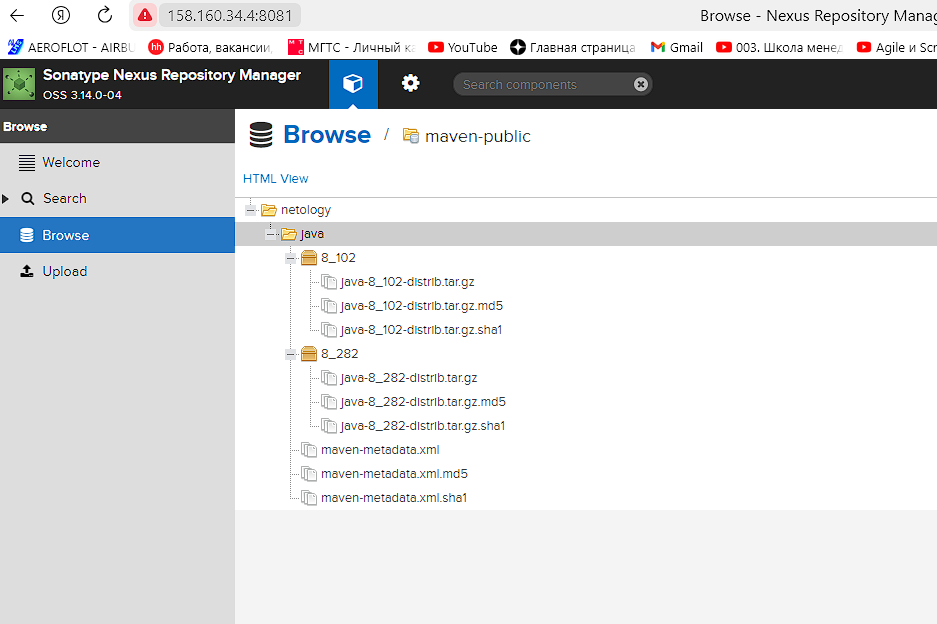 158.160.34.4:8081 Browse - Nexus Repository Manag
AEROFLOT - AIRBU hh Работа, вакансии, МТС МГТС - Личный ка YouTube Главная страница Gmail 003. Школа менед Agile и Scr
Sonatype Nexus Repository Manager
OSS 3.14.0-04
Search components
Browse
Welcome
Search
Browse
Upload
Browse / maven-public
HTML View
netology
java
8_102
java-8_102-distrib.tar.gz
java-8_102-distrib.tar.gz.md5
java-8_102-distrib.tar.gz.sha1
8_282
java-8_282-distrib.tar.gz
java-8_282-distrib.tar.gz.md5
java-8_282-distrib.tar.gz.sha1
maven-metadata.xml
maven-metadata.xml.md5
maven-metadata.xml.sha1